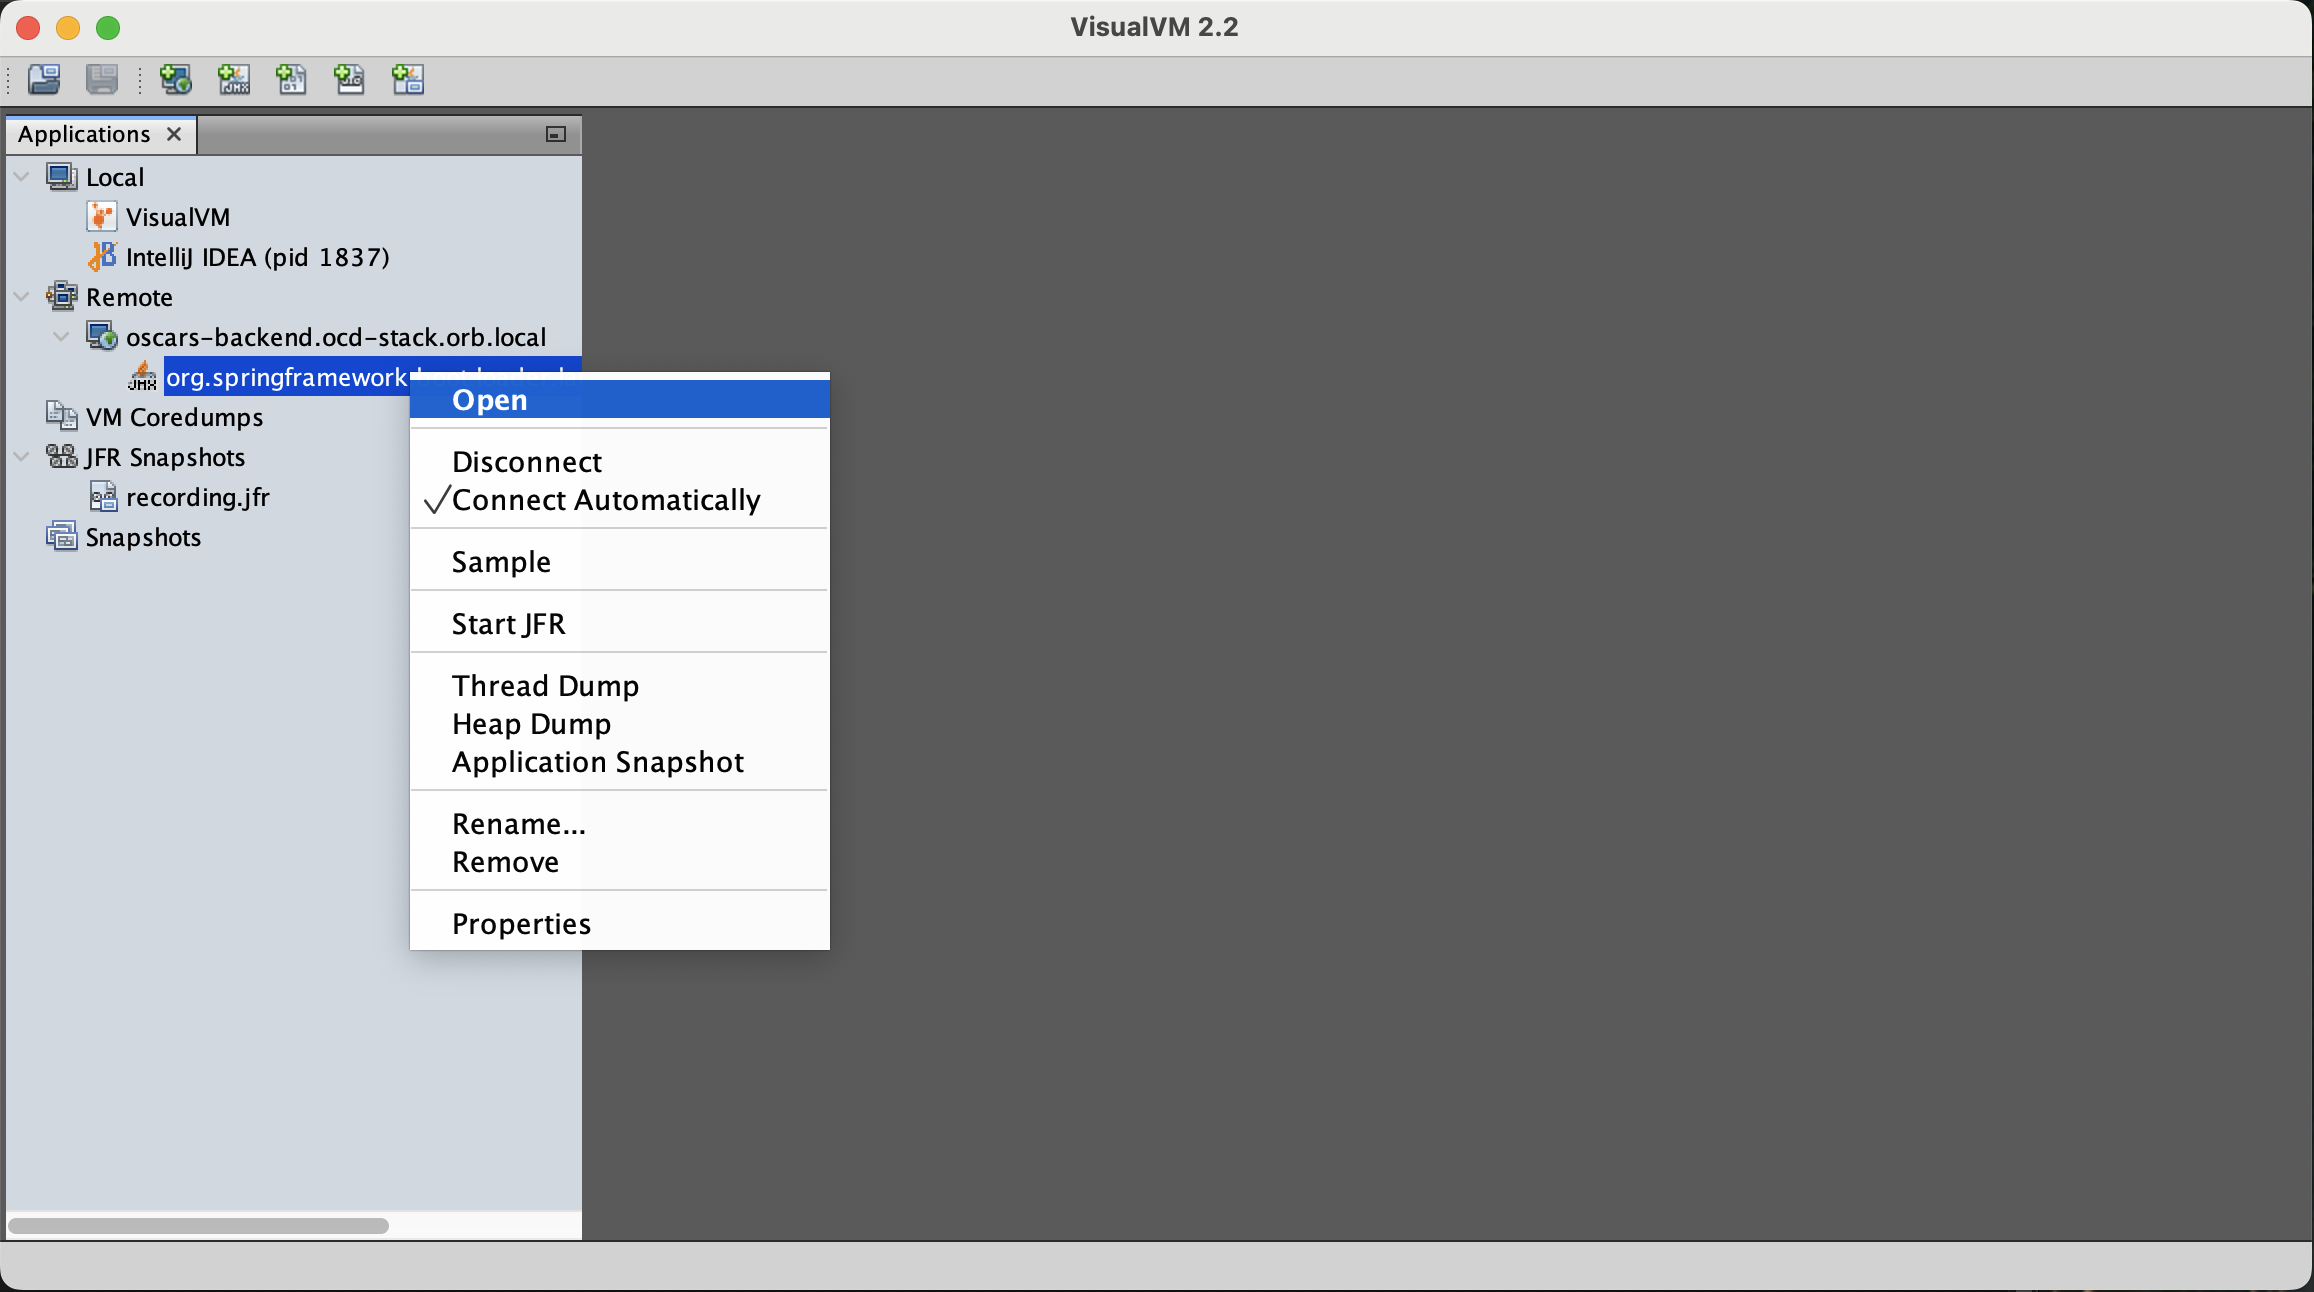 VisualVM 2.2
Applications
Local
VisualVM
IntelliJ IDEA (pid 1837)
Remote
oscars-backend.ocd-stack.orb.local
JMX
org.springframework
VM Coredumps
JFR Snapshots
recording.jfr
Snapshots
Open
Disconnect
Connect Automatically
Sample
Start JFR
Thread Dump
Heap Dump
Application Snapshot
Rename...
Remove
Properties